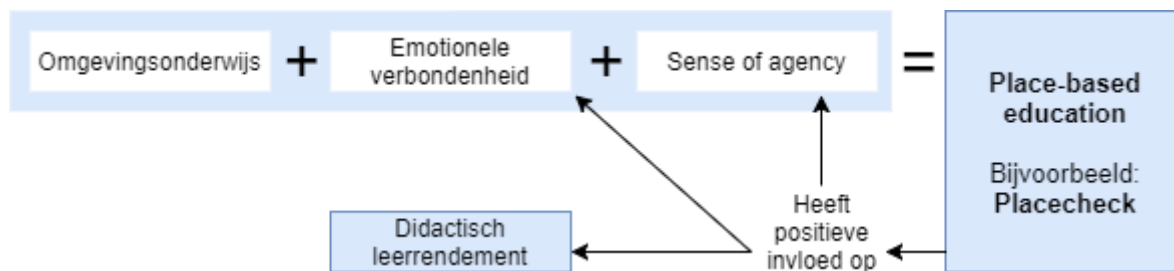 Omgevingsonderwijs + Emotionele
verbondenheid + Sense of agency =
Place-based
education
Bijvoorbeeld:
Placecheck
Didactisch
leerrendement
Heeft
positieve
invloed op